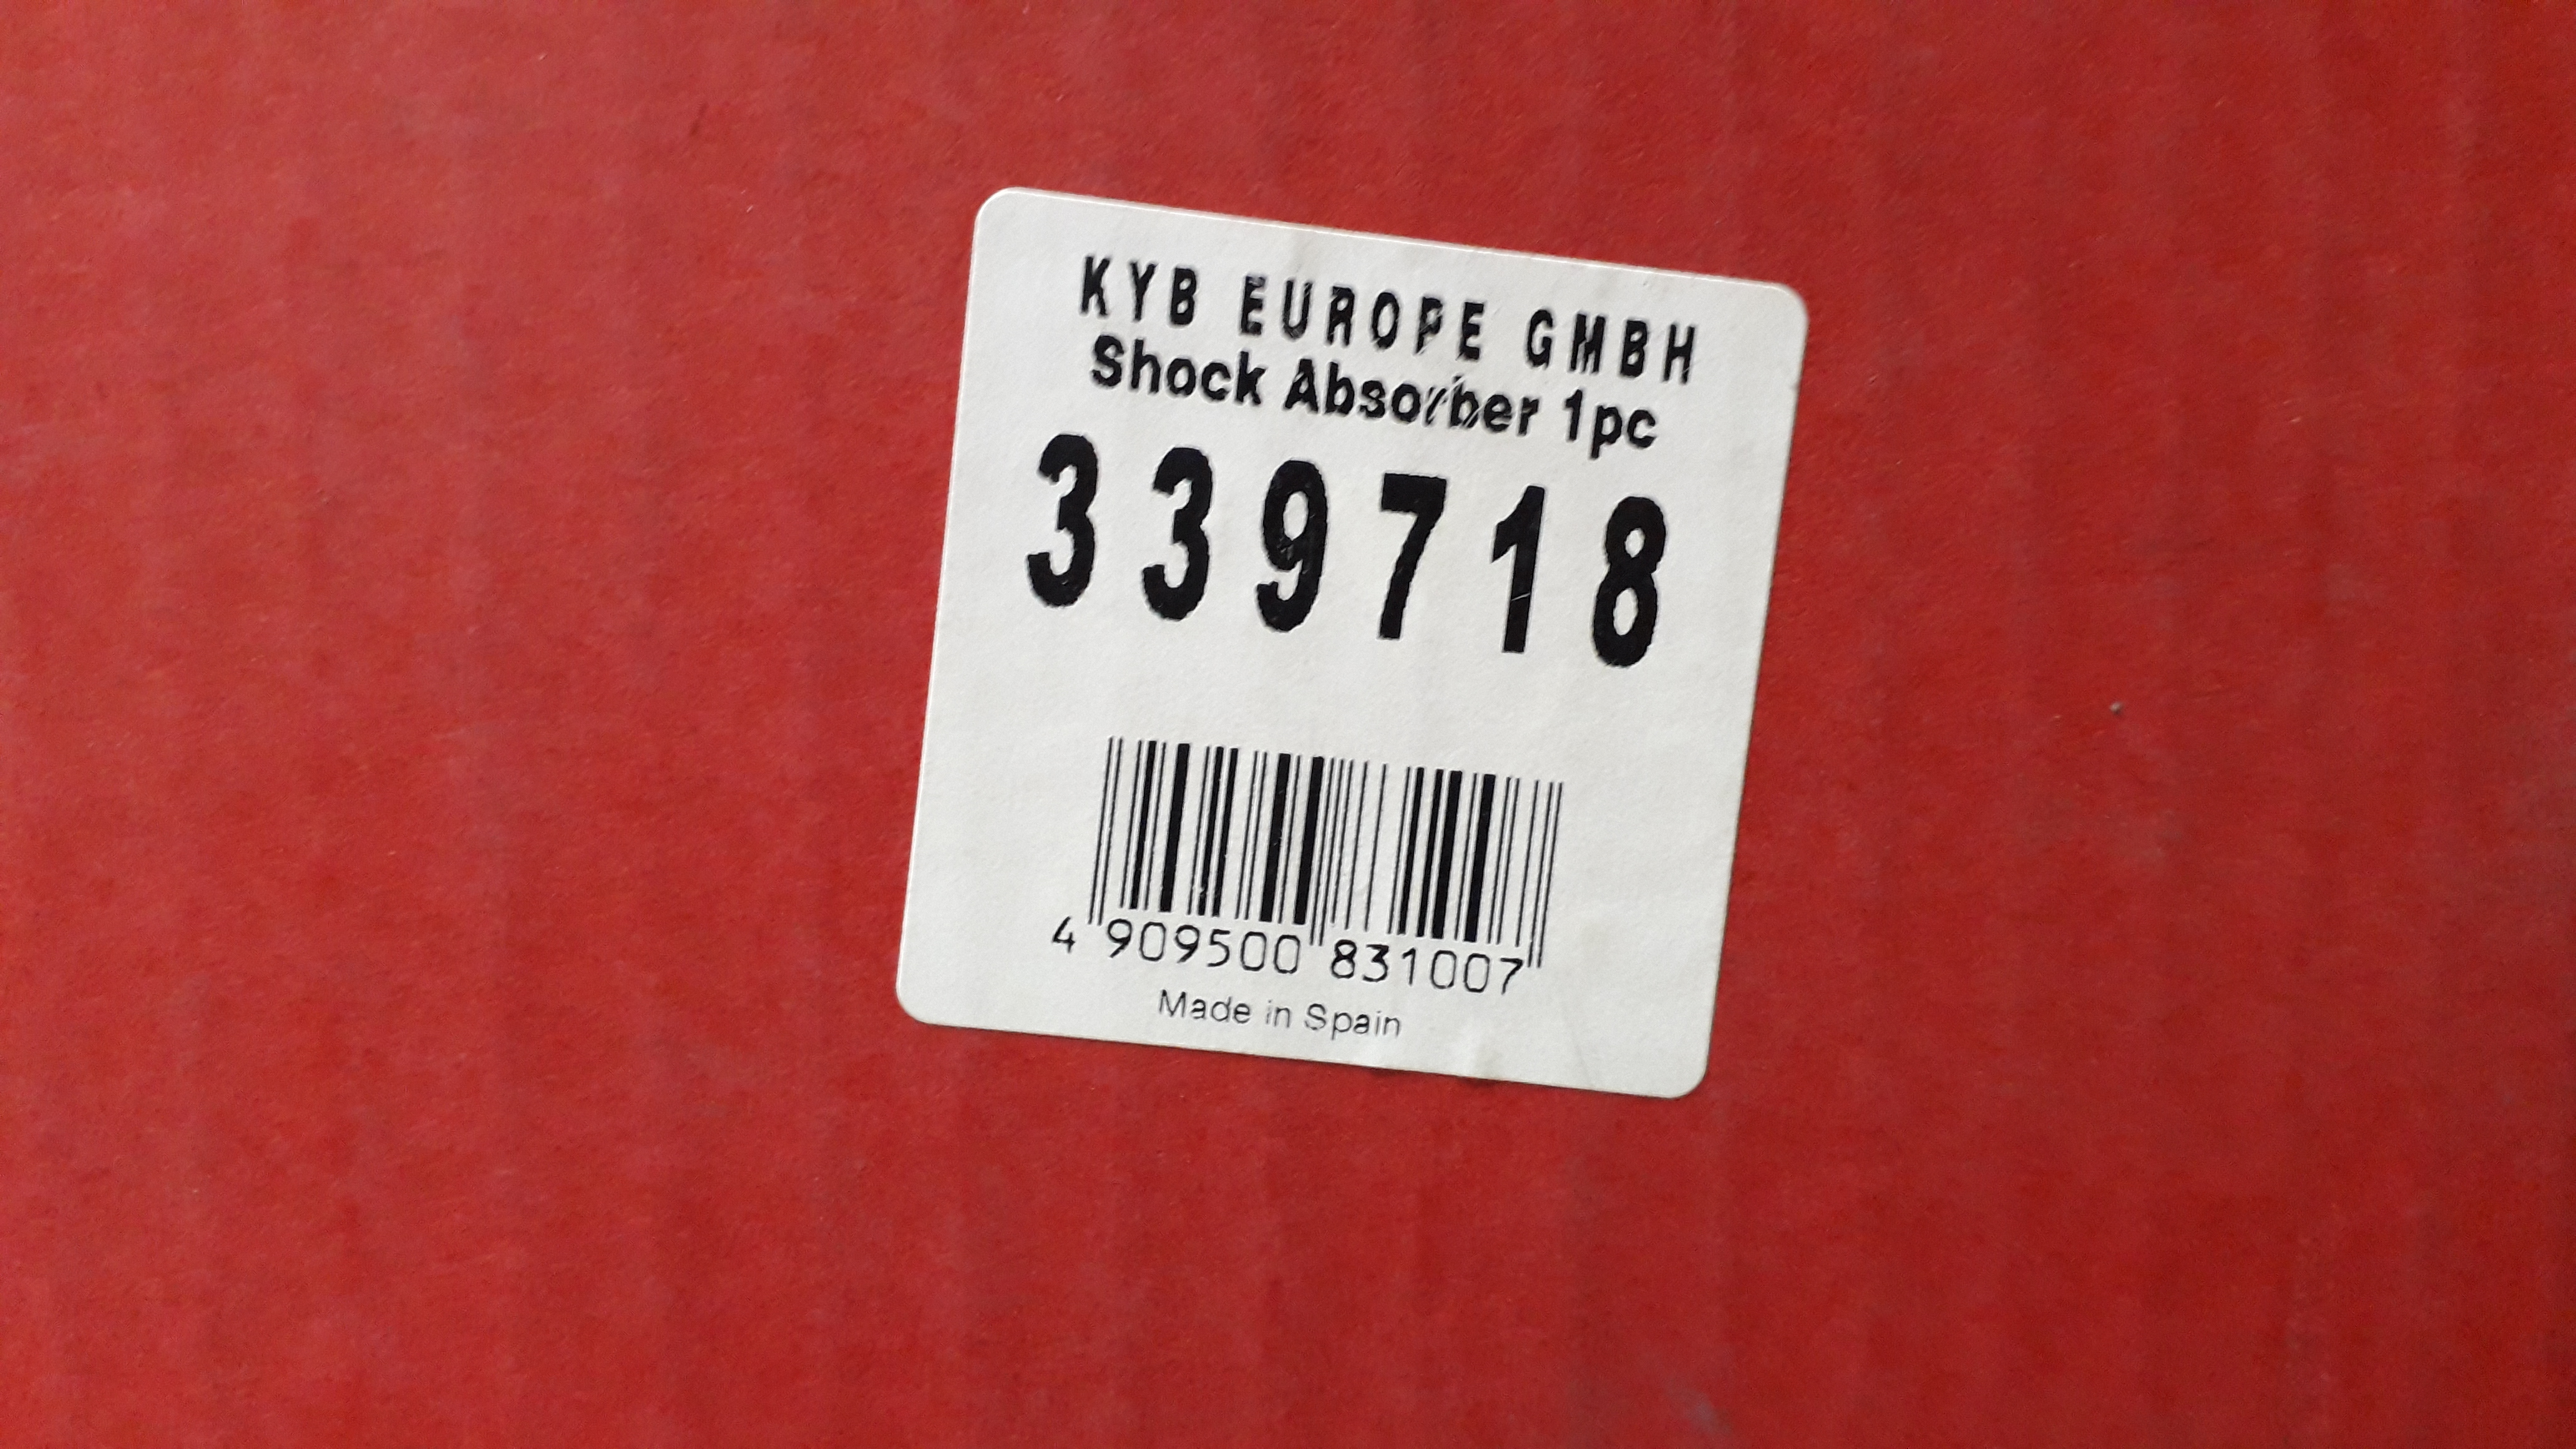 KYB EUROPE GMBH
Shock Absorber 1pc
339718
4 909500 831007
Made in Spain